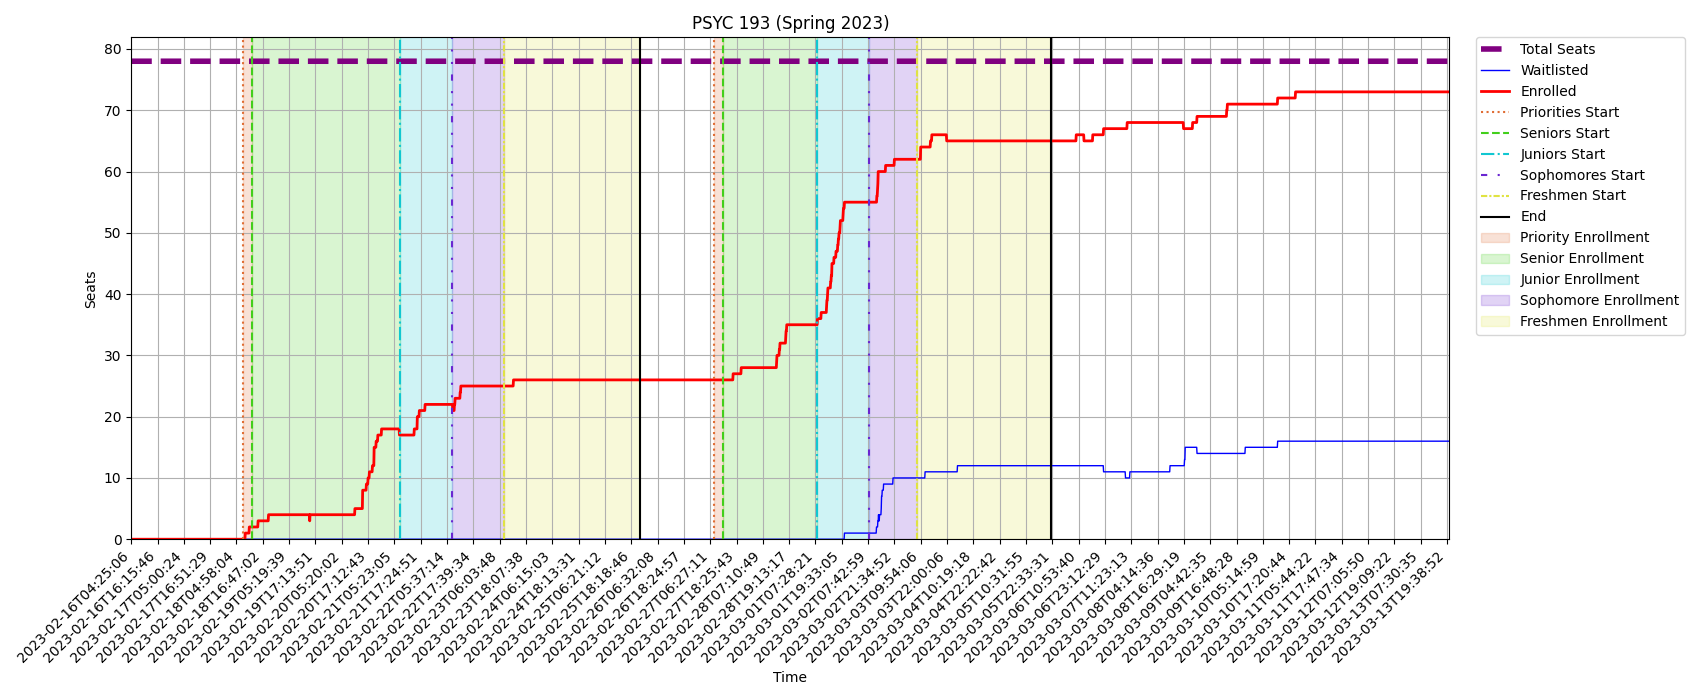 PSYC 193 (Spring 2023)
Seats
80
70
60
50
40
30
20
10
0
2023-02-16T04:25:06
2023-02-16T16:15:46
2023-02-17T05:00:24
2023-02-17T16:51:29
2023-02-18T04:58:04
2023-02-18T16:47:02
2023-02-19T05:19:39
2023-02-19T17:13:51
2023-02-20T05:20:02
2023-02-20T17:12:43
2023-02-21T05:23:05
2023-02-21T17:24:51
2023-02-22T05:37:14
2023-02-22T17:39:34
2023-02-23T06:03:48
2023-02-23T18:07:38
2023-02-24T06:15:03
2023-02-24T18:13:31
2023-02-25T06:21:12
2023-02-25T18:18:46
2023-02-26T06:32:08
2023-02-26T18:24:57
2023-02-27T06:27:11
2023-02-27T18:25:43
2023-02-28T07:10:49
2023-02-28T19:13:17
2023-03-01T07:28:21
2023-03-01T19:33:05
2023-03-02T07:42:59
2023-03-02T21:34:52
2023-03-03T09:54:06
2023-03-03T22:00:06
2023-03-04T10:19:18
2023-03-04T22:22:42
2023-03-05T10:31:55
2023-03-05T22:33:31
2023-03-06T10:53:40
2023-03-06T23:12:29
2023-03-07T11:23:13
2023-03-08T04:14:36
2023-03-08T16:29:19
2023-03-09T04:42:35
2023-03-09T16:48:28
2023-03-10T05:14:59
2023-03-10T17:20:44
2023-03-11T05:44:22
2023-03-11T17:47:34
2023-03-12T07:05:50
2023-03-12T19:09:22
2023-03-13T07:30:35
2023-03-13T19:38:52
Time
Total Seats
Waitlisted
Enrolled
Priorities Start
Seniors Start
Juniors Start
Sophomores Start
Freshmen Start
End
Priority Enrollment
Senior Enrollment
Junior Enrollment
Sophomore Enrollment
Freshmen Enrollment